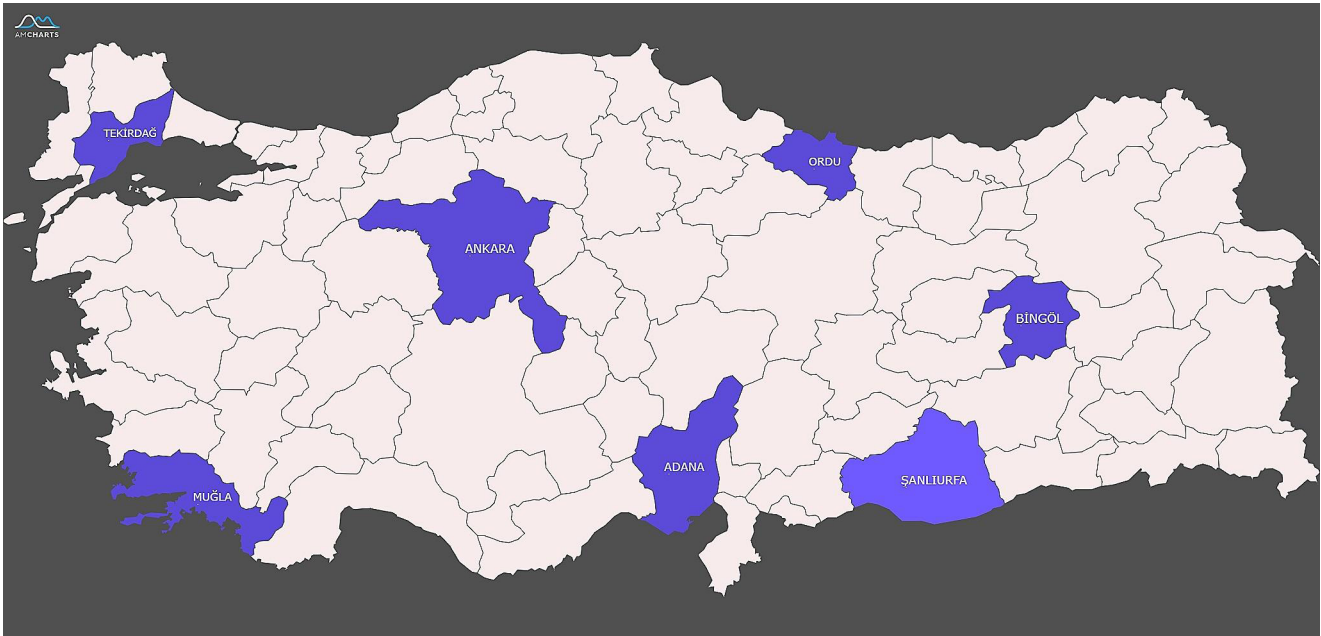 AMCHARTS
TEKİRDAĞ
ORDU
ANKARA
BİNGÖL
ADANA
ŞANLIURFA
MUĞLA